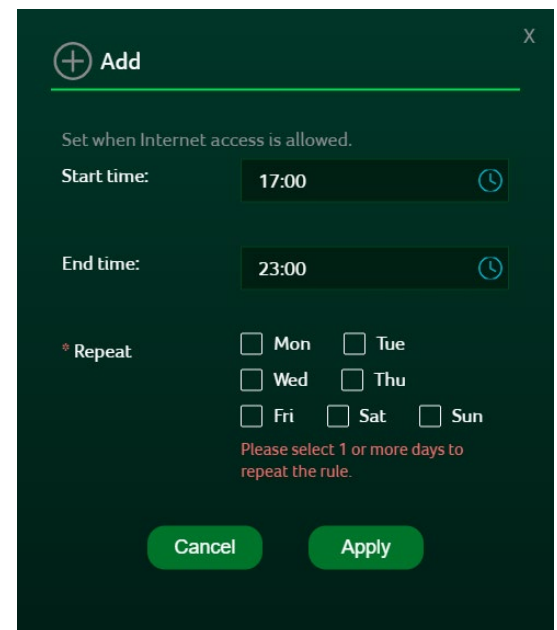 X
Add
Set when Internet access is allowed.
Start time: 17:00
End time: 23:00
* Repeat Mon Tue
Wed Thu
Fri Sat Sun
Please select 1 or more days to
repeat the rule.
Cancel Apply